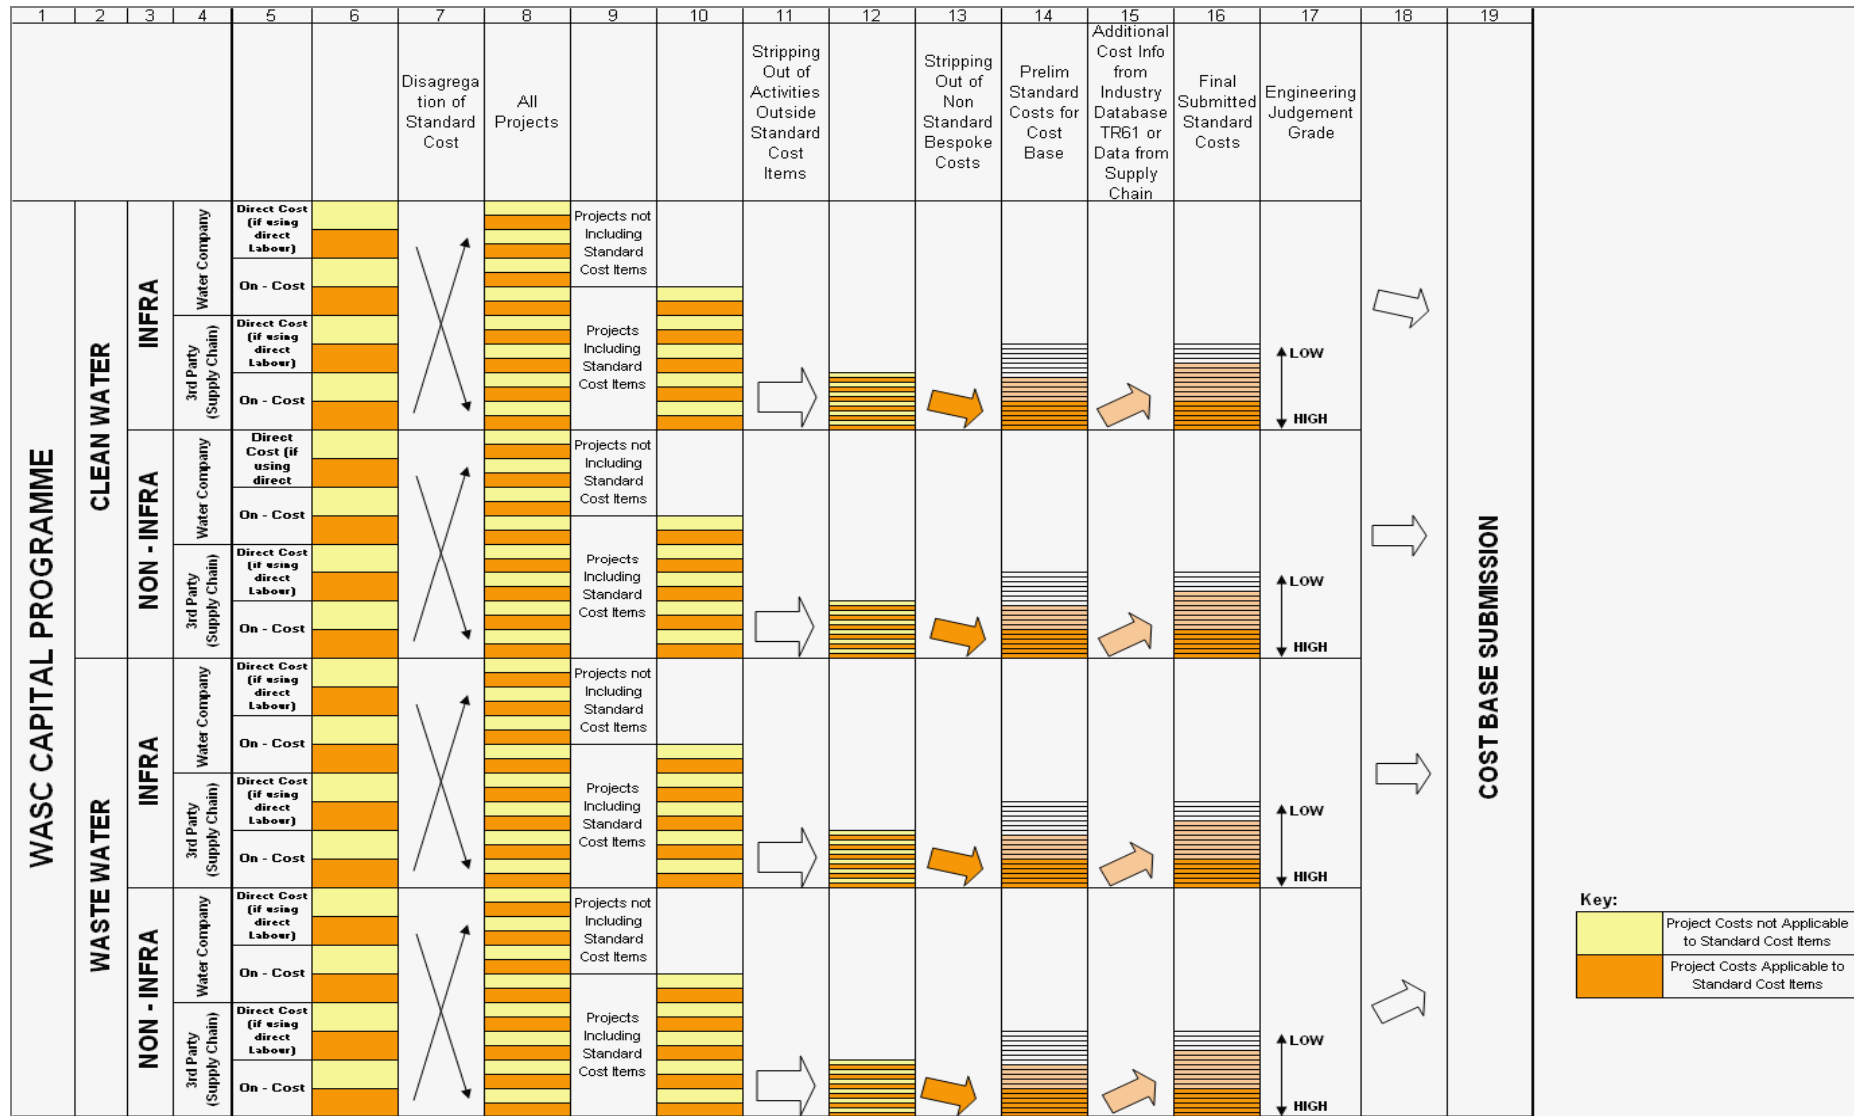 1 2 3 4 5 6 7 8 9 10 11 12 13 14 15 16 17 18 19
Disagrega
tion of
Standard
Cost
All
Projects
Stripping
Out of
Activities
Outside
Standard
Cost
Items
Stripping
Out of
Non
Standard
Bespoke
Costs
Prelim
Standard
Costs for
Cost
Base
Additional
Cost Info
from
Industry
Database
TR61 or
Data from
Supply
Chain
Final
Submitted
Standard
Costs
Engineering
Judgement
Grade
WASC CAPITAL PROGRAMME
CLEAN WATER
INFRA
Water Company
Direct Cost
(if using
direct
Labour)
On - Cost
3rd Party
(Supply Chain)
Direct Cost
(if using
direct
Labour)
On - Cost
Projects not
Including
Standard
Cost Items
Projects
Including
Standard
Cost Items
LOW
HIGH
NON - INFRA
Water Company
Direct
Cost (if
using
direct
On - Cost
3rd Party
(Supply Chain)
Direct Cost
(if using
direct
Labour)
On - Cost
Projects not
Including
Standard
Cost Items
Projects
Including
Standard
Cost Items
LOW
HIGH
WASTE WATER
INFRA
Water Company
Direct Cost
(if using
direct
Labour)
On - Cost
3rd Party
(Supply Chain)
Direct Cost
(if using
direct
Labour)
On - Cost
Projects not
Including
Standard
Cost Items
Projects
Including
Standard
Cost Items
LOW
HIGH
NON - INFRA
Water Company
Direct Cost
(if using
direct
Labour)
On - Cost
3rd Party
(Supply Chain)
Direct Cost
(if using
direct
Labour)
On - Cost
Projects not
Including
Standard
Cost Items
Projects
Including
Standard
Cost Items
LOW
HIGH
COST BASE SUBMISSION
Key:
Project Costs not Applicable
to Standard Cost Items
Project Costs Applicable to
Standard Cost Items